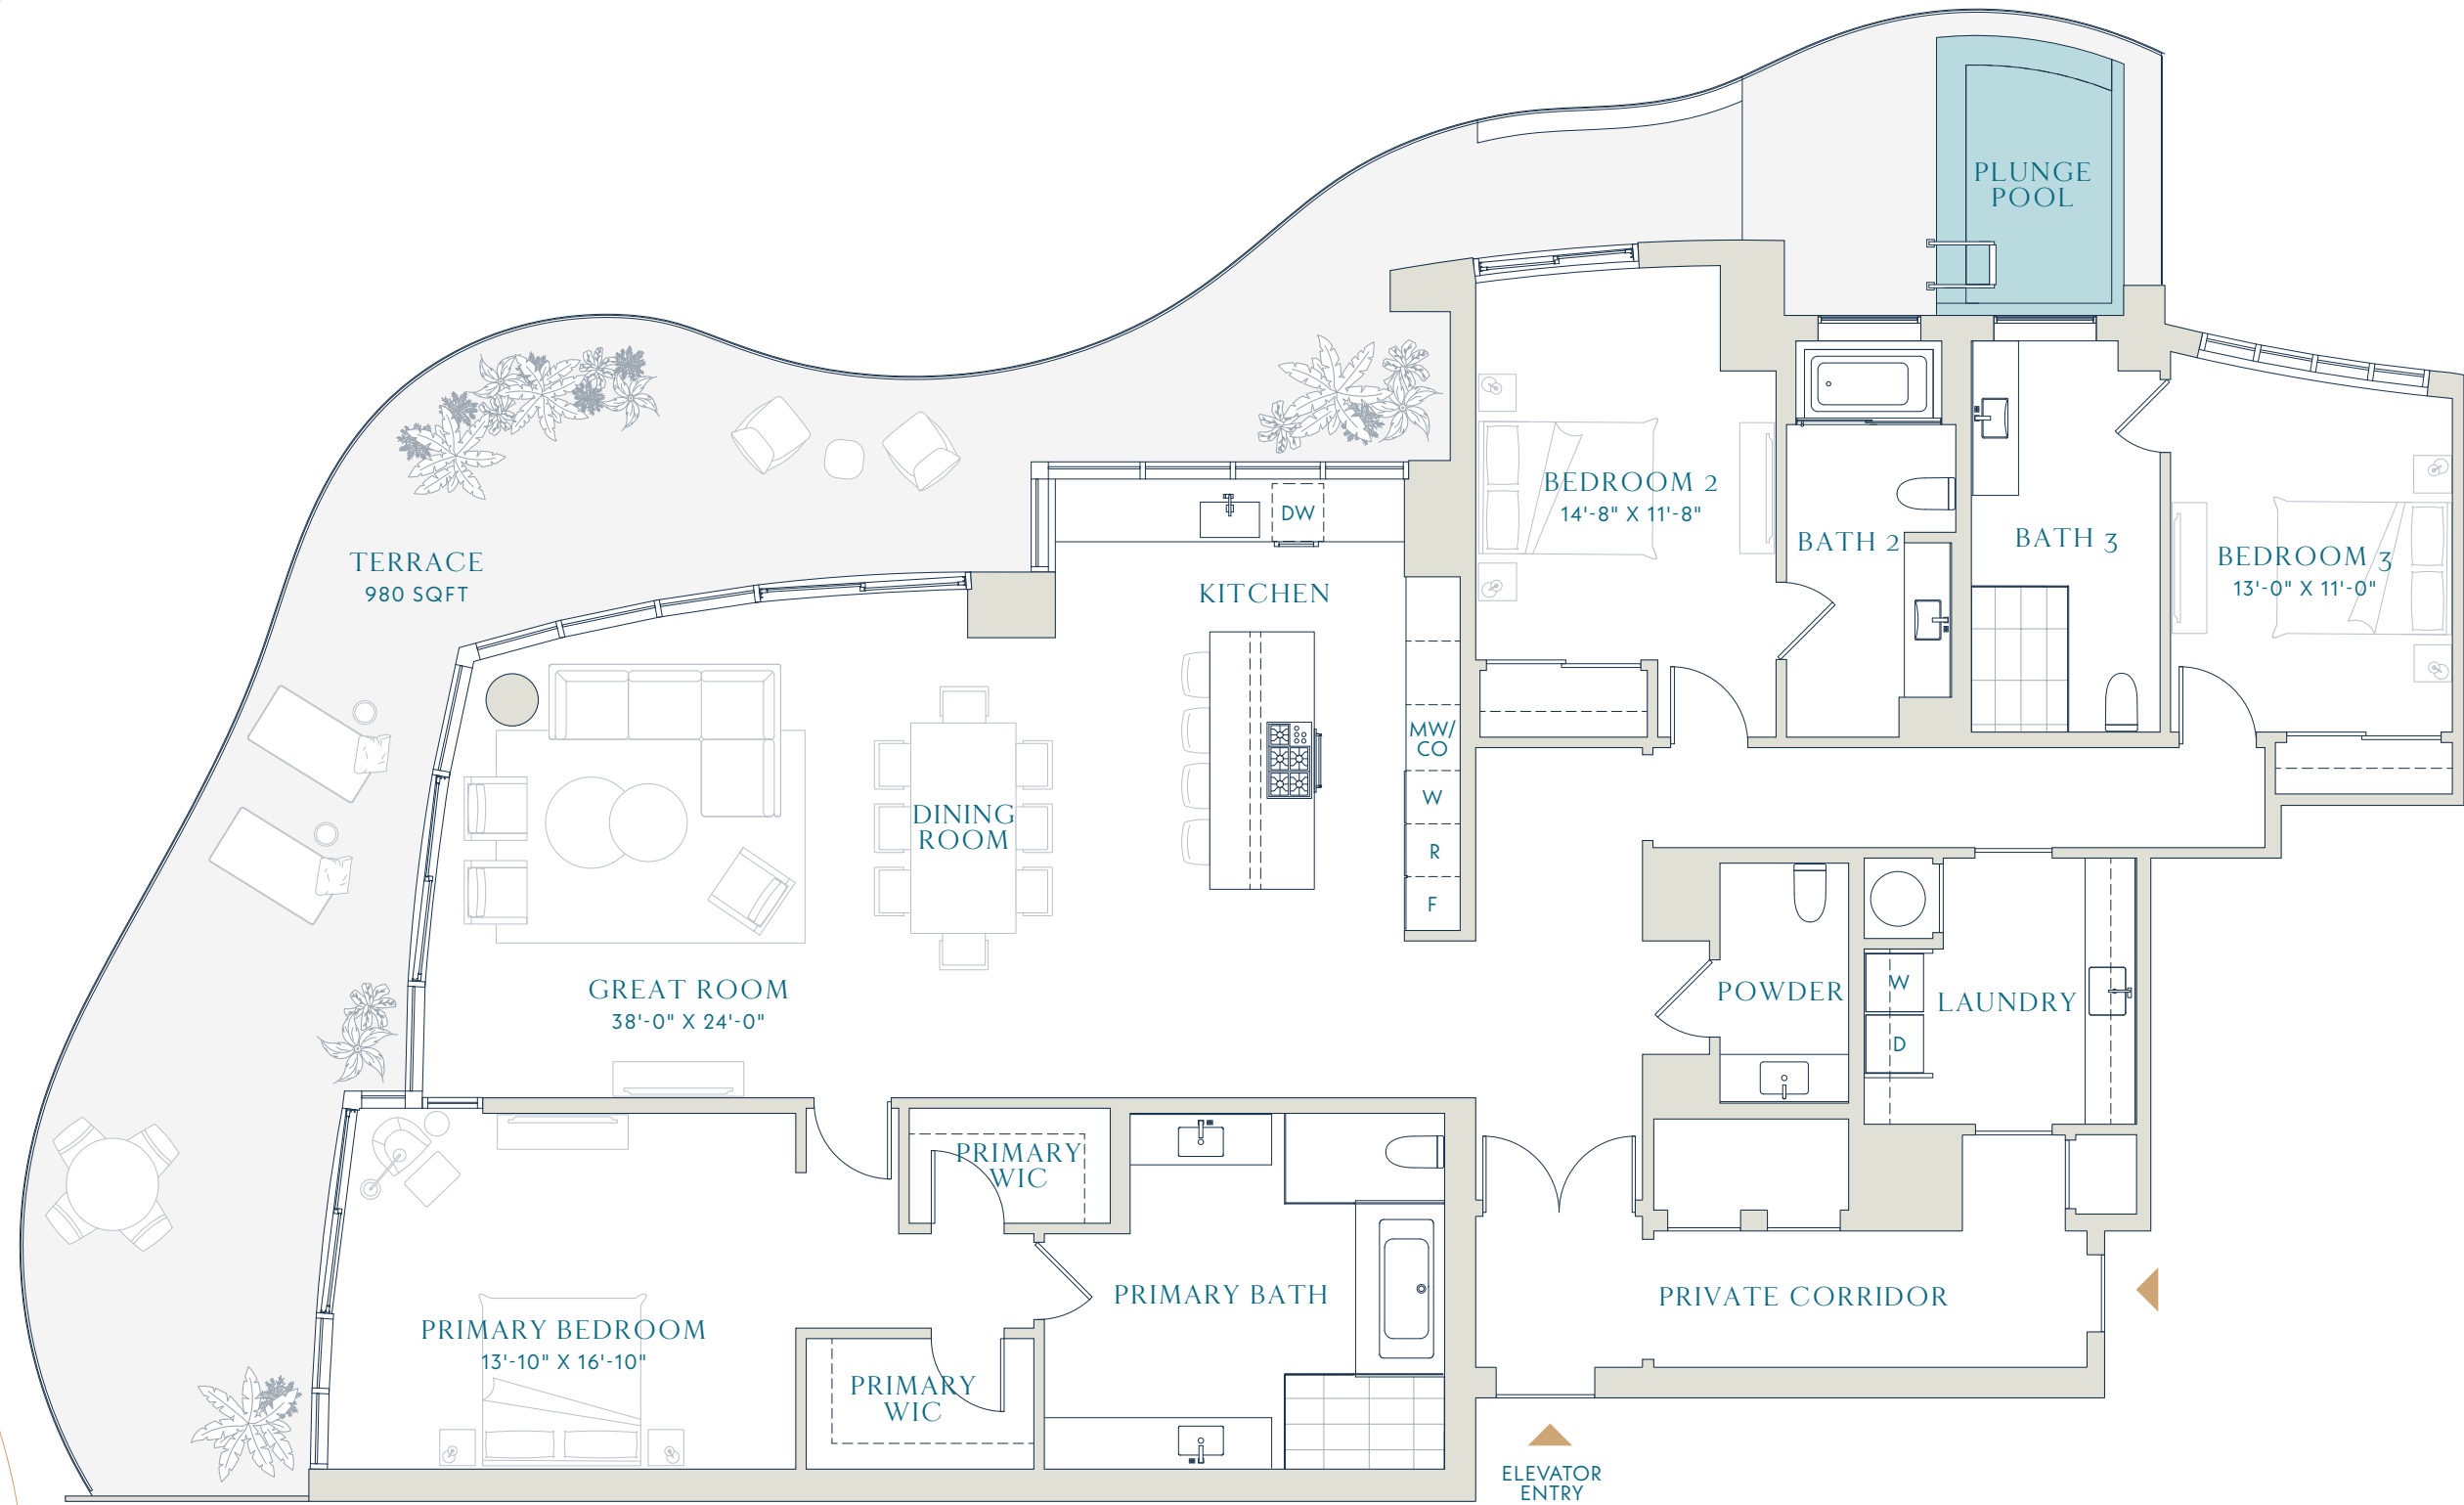 PLUNGE
POOL
BEDROOM 2
14'-8" X 11'-8"
BATH 2
BATH 3
BEDROOM 3
13'-0" X 11'-0"
TERRACE
980 SQFT
DW
KITCHEN
MW/
CO
W
R
F
DINING
ROOM
GREAT ROOM
38'-0" X 24'-0"
POWDER
W
D
LAUNDRY
PRIMARY
WIC
PRIMARY BATH
PRIVATE CORRIDOR
PRIMARY BEDROOM
13'-10" X 16'-10"
PRIMARY
WIC
ELEVATOR
ENTRY